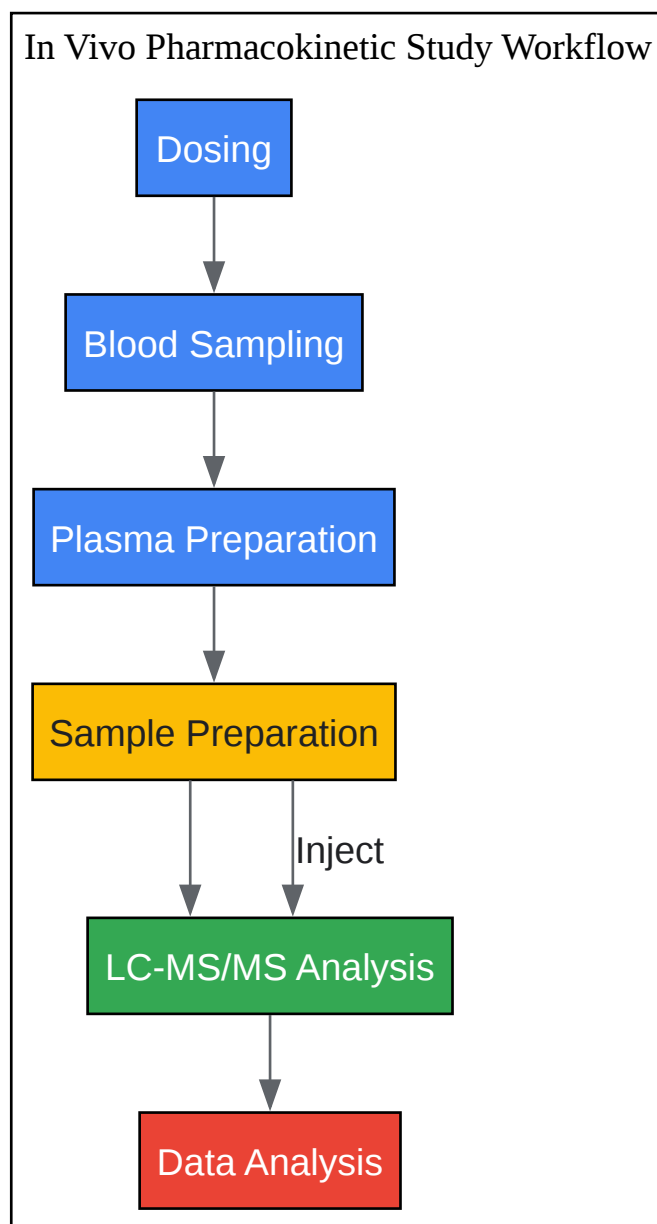 In Vivo Pharmacokinetic Study Workflow
Dosing
Blood Sampling
Plasma Preparation
Sample Preparation
Inject
LC-MS/MS Analysis
Data Analysis